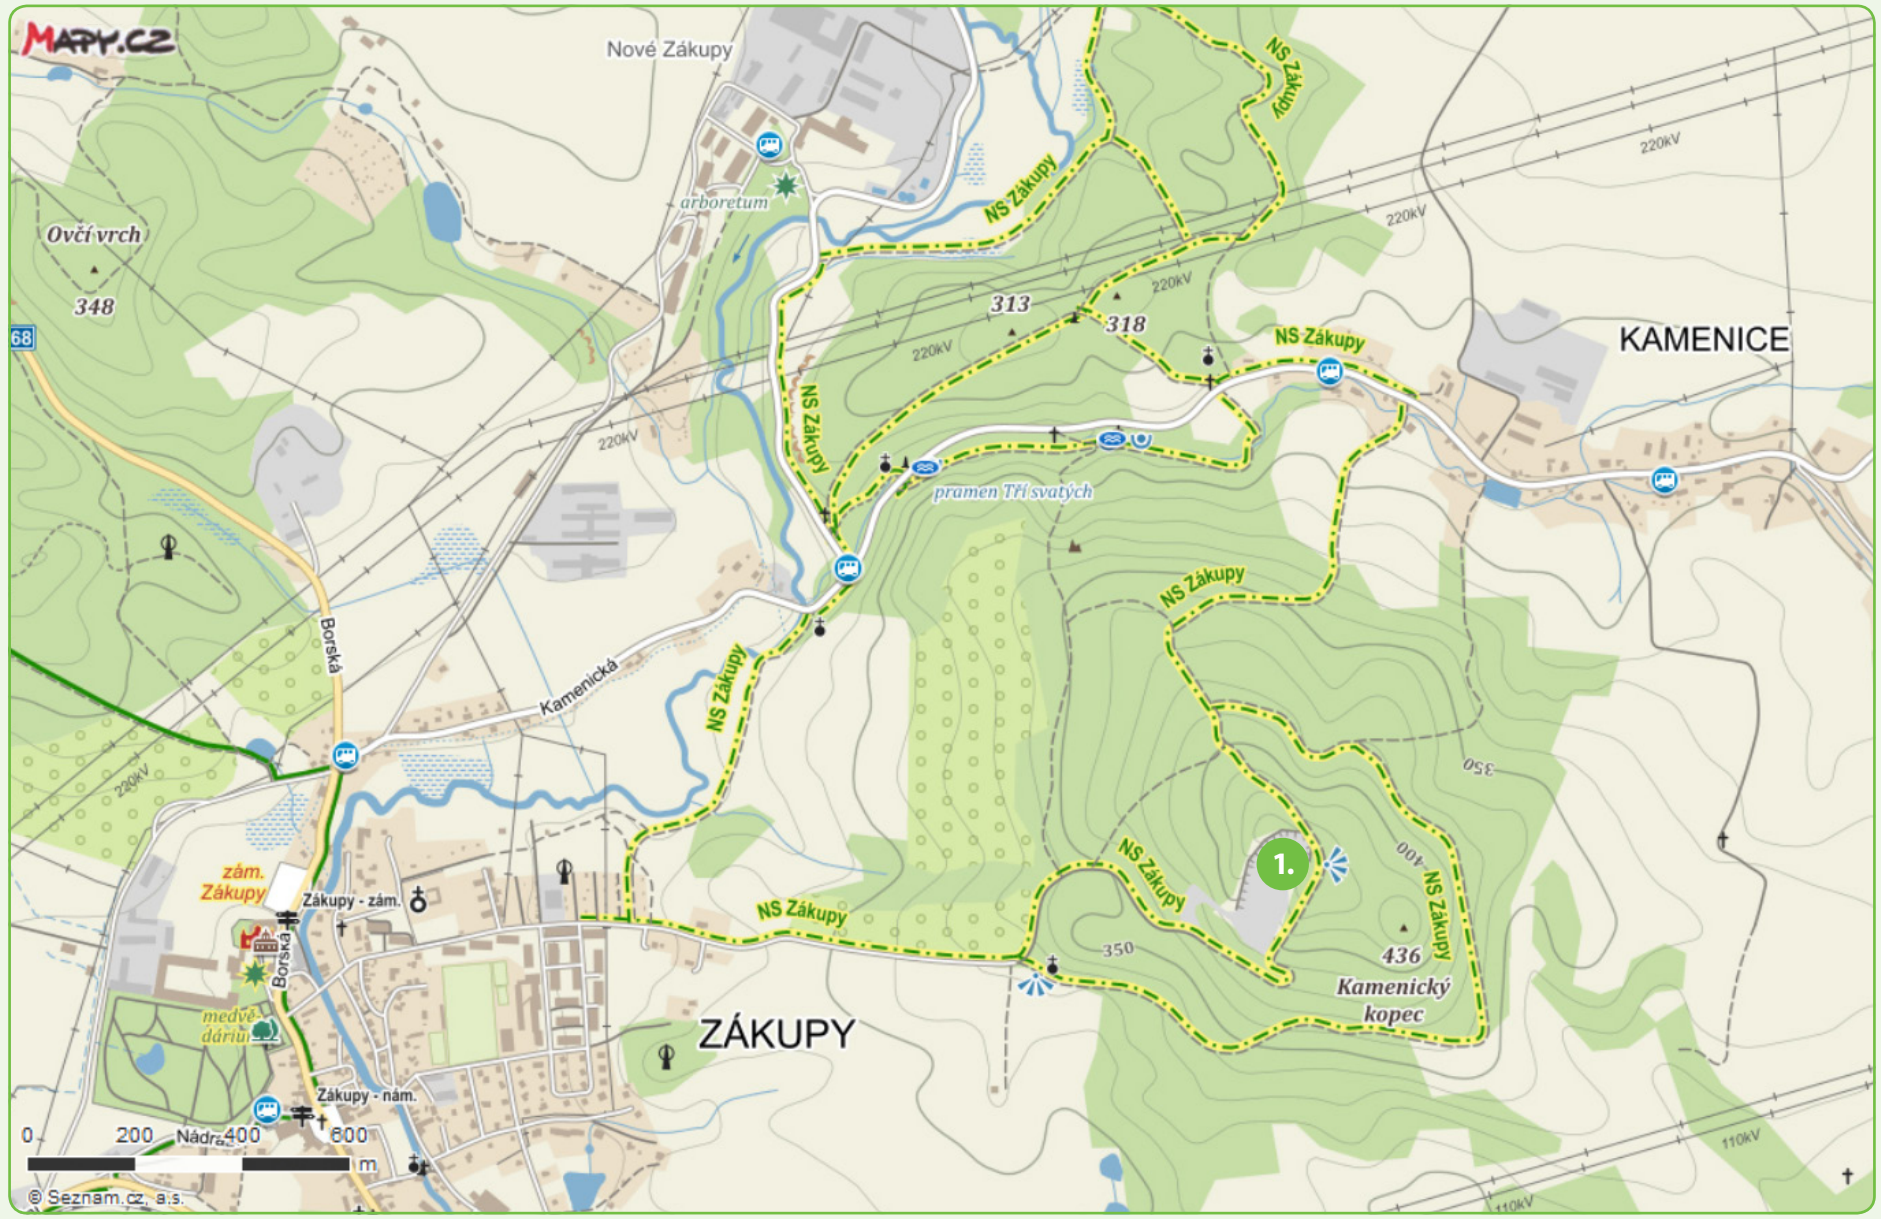 MAPY.CZ
Nové Zákupy
NS Zákupy
220kV
arboretum
NS Zákupy
220kV
Ovčí vrch
348
68
313
318
220kV
220kV
NS Zákupy
KAMENICE
NS Zákupy
220kV
pramen Tří svatých
NS Zákupy
Borská
Kamenická
NS Zákupy
220kV
350
zám.
Zákupy
Zákupy - zám.
1.
NS Zákupy
400
NS Zákupy
NS Zákupy
Borská
350
436
Kamenický
kopec
medvě-
ZÁKUPY
Zákupy - nám.
0 200 400 600
m
110kV
110kV
© Seznam.cz, a.s.